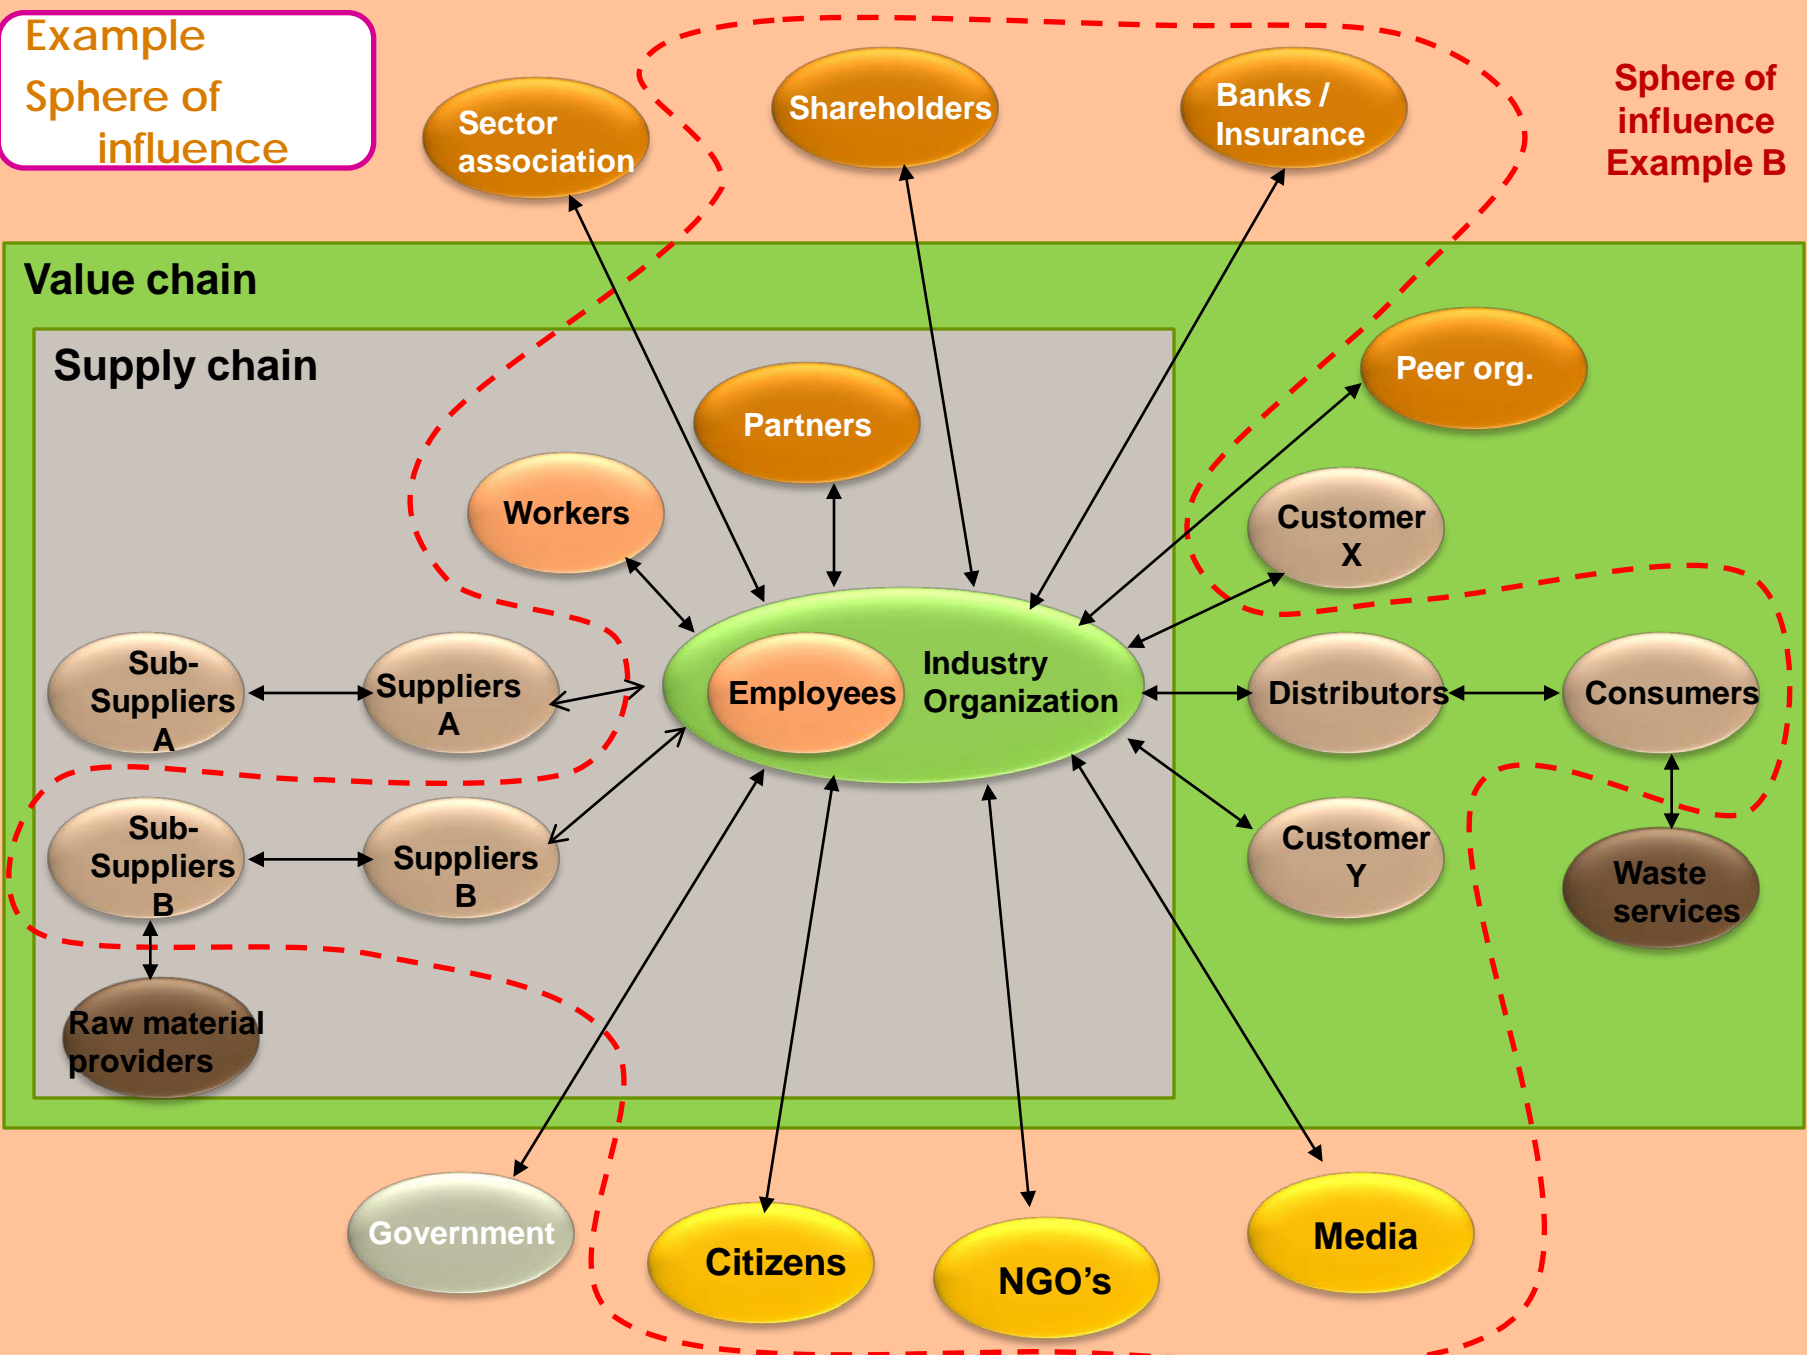 Example
Sphere of
influence
Sphere of
influence
Example B
Sector
association
Shareholders
Banks /
Insurance
Value chain
Supply chain
Peer org.
Partners
Workers
Customer
X
Sub-
Suppliers
A
Suppliers
A
Employees
Industry
Organization
Distributors
Consumers
Sub-
Suppliers
B
Suppliers
B
Customer
Y
Waste
services
Raw material
providers
Government
Citizens
NGO’s
Media